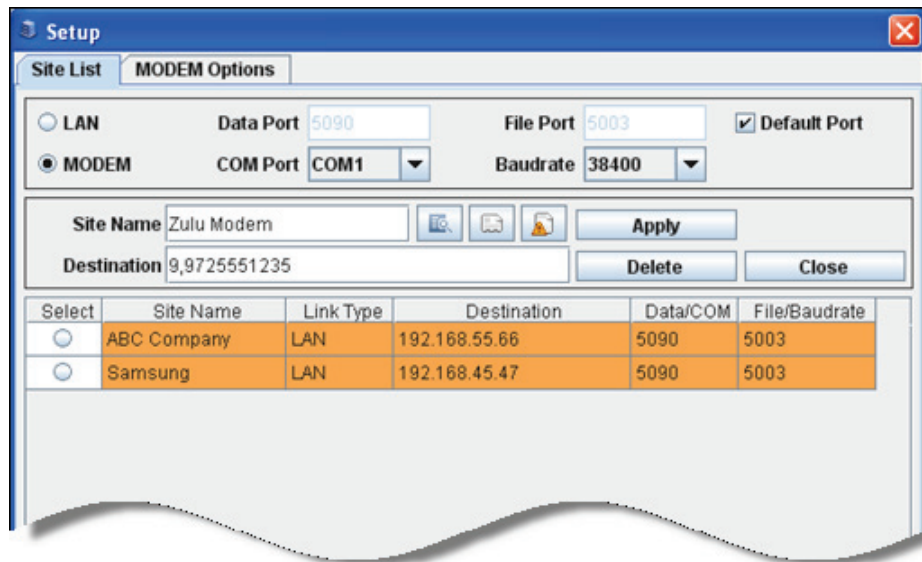 Setup
Site List MODEM Options
LAN Data Port 5090 File Port 5003 Default Port
MODEM COM Port COM1 Baudrate 38400
Site Name Zulu Modem Apply
Destination 9,9725551235 Delete Close
Select Site Name Link Type Destination Data/COM File/Baudrate
ABC Company LAN 192.168.55.66 5090 5003
Samsung LAN 192.168.45.47 5090 5003